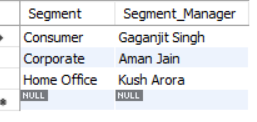 Segment Segment_Manager
Consumer Gaganjit Singh
Corporate Aman Jain
Home Office Kush Arora
NULL NULL